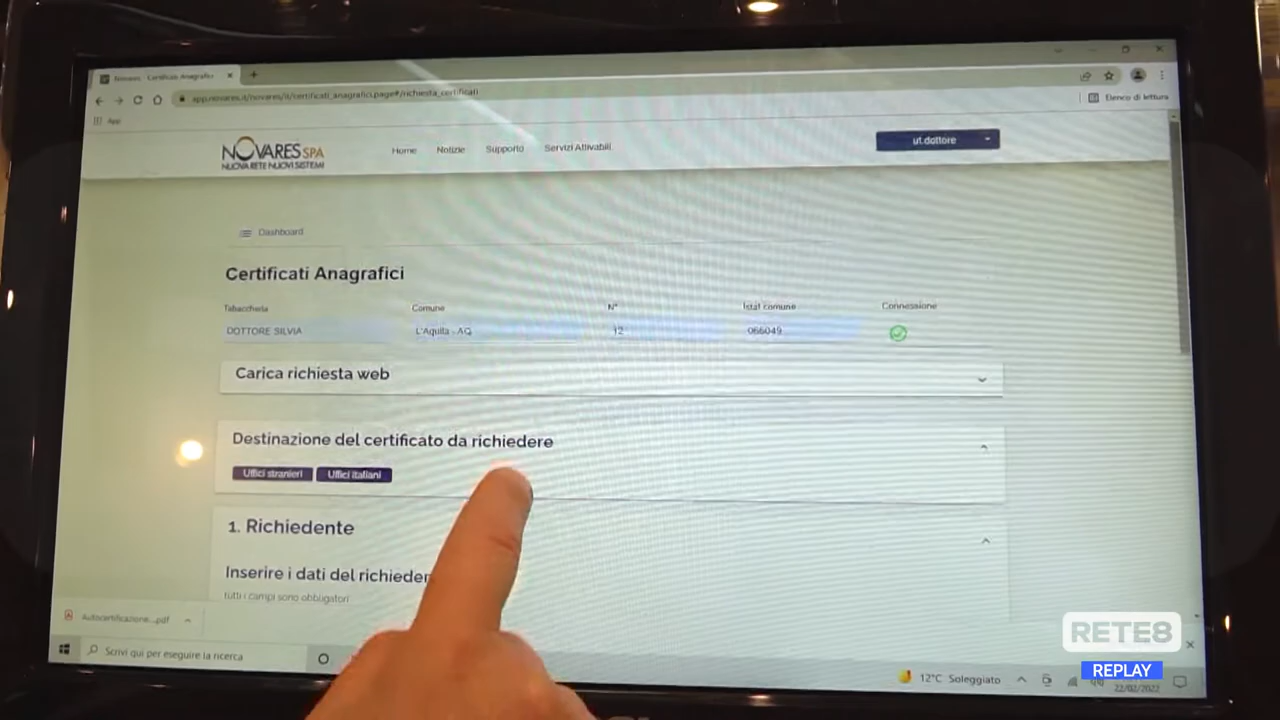 Novares - Certificati Anagrafici
app.novares.it/novares/it/certificati_anagrafici.page#/richiesta_certificati
Elenco di lettura
App
NOVARES SPA
NUOVA RETE NUOVI SISTEMI
Home Notizie Supporto Servizi Attivabili
ut.dottore
Dashboard
Certificati Anagrafici
Tabaccheria Comune N° Istat comune Connessione
DOTTORE SILVIA L'Aquila - AQ 12 066049
Carica richiesta web
Destinazione del certificato da richiedere
Uffici stranieri Uffici italiani
1. Richiedente
Inserire i dati del richieder
tutti i campi sono obbligatori
Autocertificazione...pdf
Scrivi qui per eseguire la ricerca
12°C Soleggiato
22/02/2022
RETE8
REPLAY